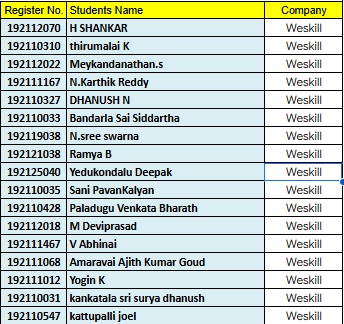 Register No. Students Name Company
192112070 H SHANKAR Weskill
192110310 thirumalai K Weskill
192112022 Meykandanathan.s Weskill
192111167 N.Karthik Reddy Weskill
192110327 DHANUSH N Weskill
192110033 Bandarla Sai Siddartha Weskill
192119038 N.sree swarna Weskill
192121038 Ramya B Weskill
192125040 Yedukondalu Deepak Weskill
192110035 Sani PavanKalyan Weskill
192110428 Paladugu Venkata Bharath Weskill
192112018 M Deviprasad Weskill
192111467 V Abhinai Weskill
192111068 Amaravai Ajith Kumar Goud Weskill
192111012 Yogin K Weskill
192110031 kankatala sri surya dhanush Weskill
192110547 kattupalli joel Weskill